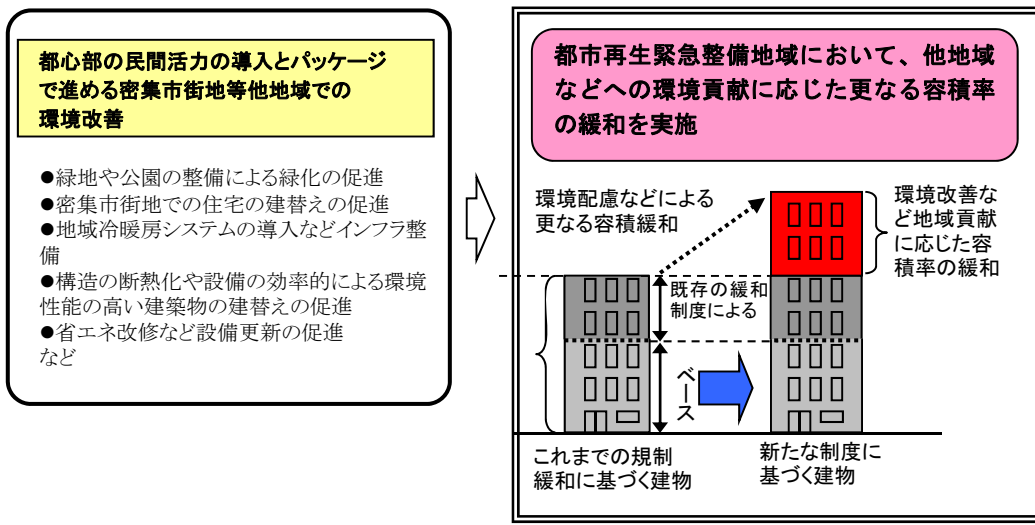 都心部の民間活力の導入とパッケージ
で進める密集市街地等他地域での
環境改善
●緑地や公園の整備による緑化の促進
●密集市街地での住宅の建替えの促進
●地域冷暖房システムの導入などインフラ整
備
●構造の断熱化や設備の効率的による環境
性能の高い建築物の建替えの促進
●省エネ改修など設備更新の促進
など
都市再生緊急整備地域において、他地域
などへの環境貢献に応じた更なる容積率
の緩和を実施
環境配慮などによる
更なる容積緩和
環境改善な
ど地域貢献
に応じた容
積率の緩和
既存の緩和
制度による
ベース
これまでの規制
緩和に基づく建物
新たな制度に
基づく建物